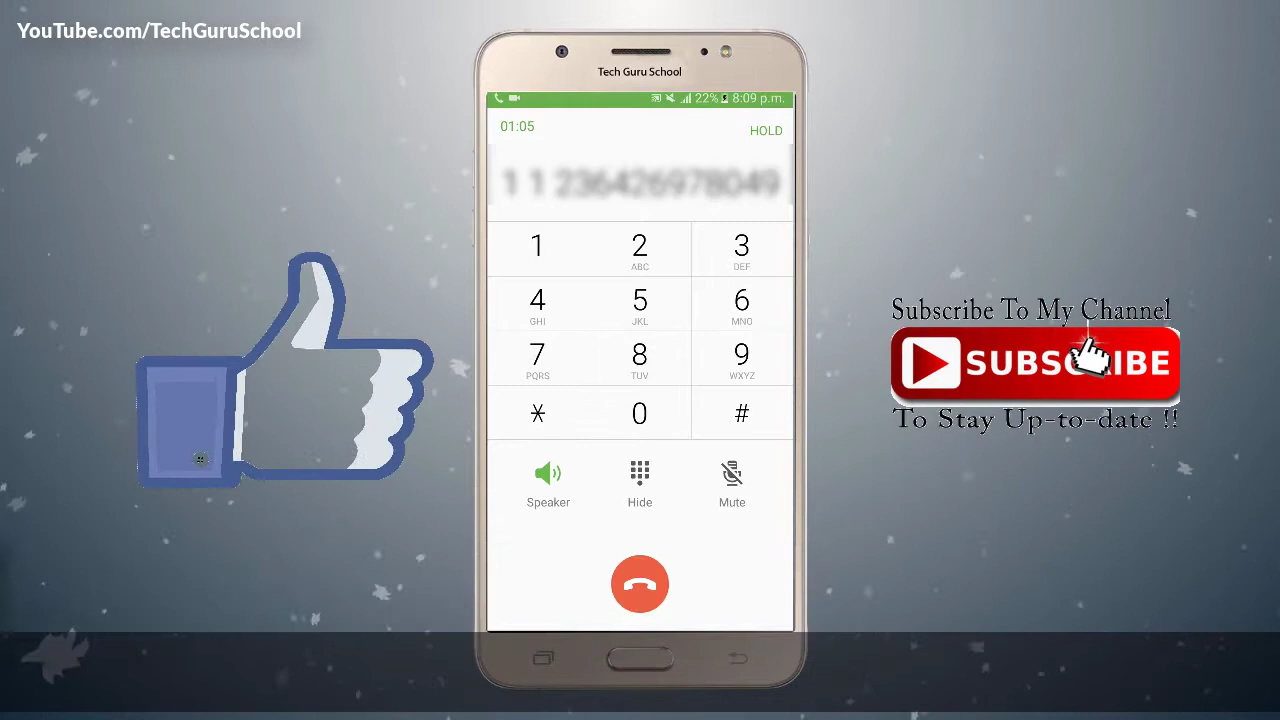 YouTube.com/TechGuruSchool
Tech Guru School
22% 8:09 p.m.
01:05
HOLD
1
2
3
ABC
DEF
4
5
6
GHI
JKL
MNO
7
8
9
PQRS
TUV
WXYZ
*
0
#
Speaker
Hide
Mute
Subscribe To My Channel
SUBSCRIBE
To Stay Up-to-date !!